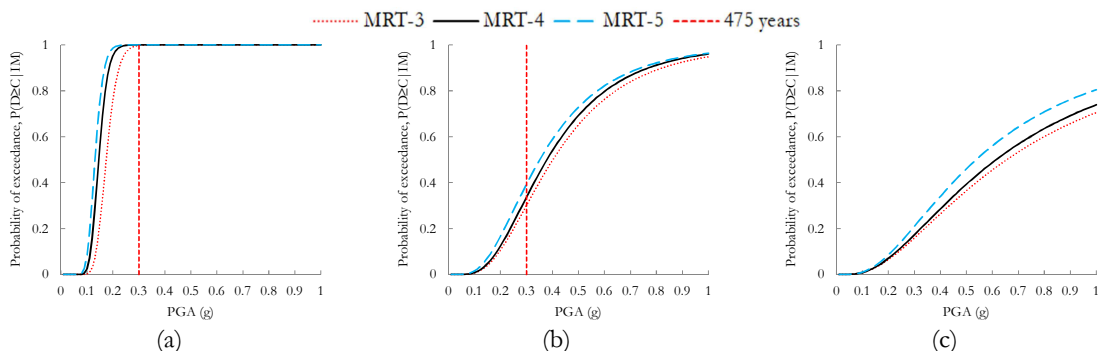 MRT-3 MRT-4 MRT-5 475 years
Probability of exceedance, P(D≥C|IM)
1
0.8
0.6
0.4
0.2
0
0 0.1 0.2 0.3 0.4 0.5 0.6 0.7 0.8 0.9 1
PGA (g)
(a)
Probability of exceedance, P(D≥C|IM)
1
0.8
0.6
0.4
0.2
0
0 0.1 0.2 0.3 0.4 0.5 0.6 0.7 0.8 0.9 1
PGA (g)
(b)
Probability of exceedance, P(D≥C|IM)
1
0.8
0.6
0.4
0.2
0
0 0.1 0.2 0.3 0.4 0.5 0.6 0.7 0.8 0.9 1
PGA (g)
(c)